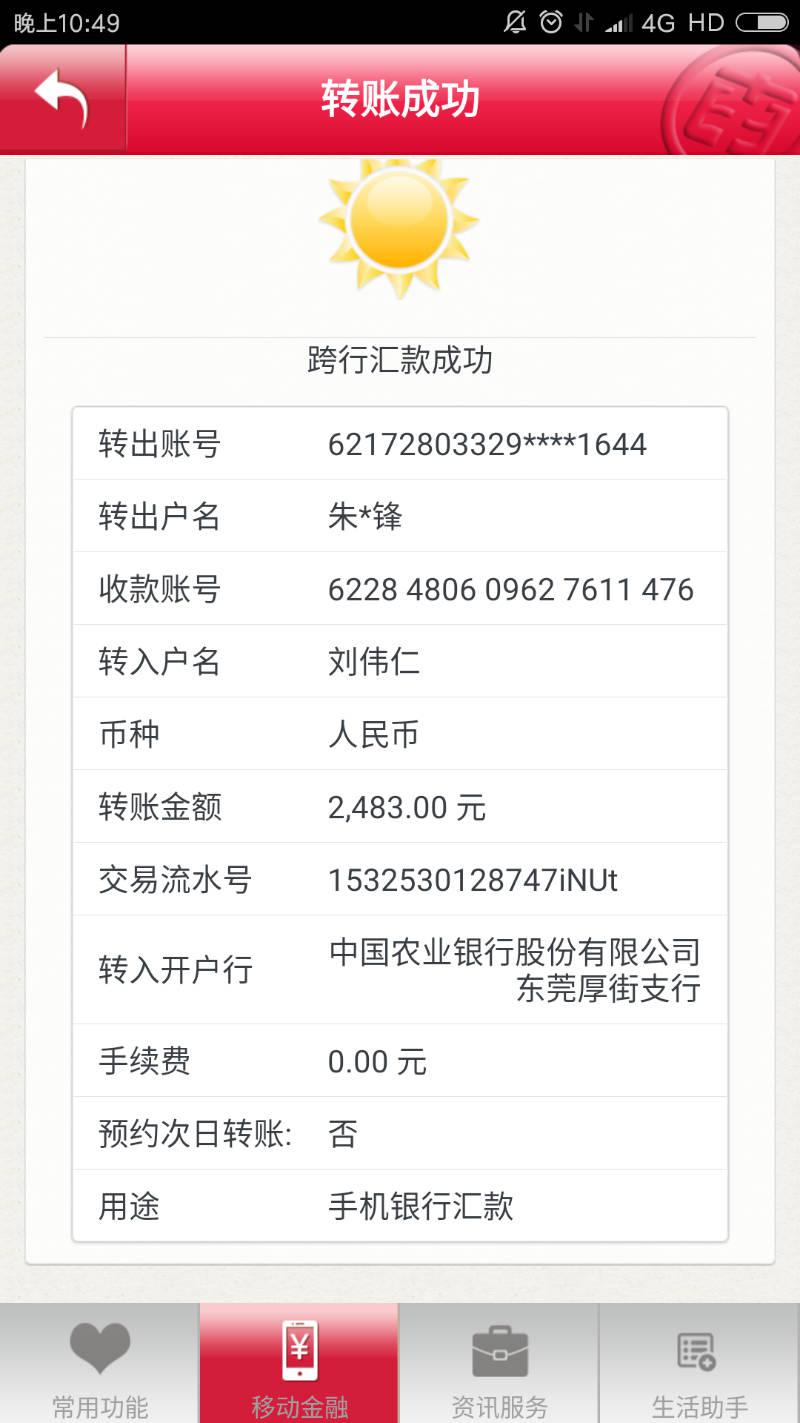 晚上10:49
4G HD
转账成功
跨行汇款成功
转出账号 62172803329****1644
转出户名 朱*锋
收款账号 6228 4806 0962 7611 476
转入户名 刘伟仁
币种 人民币
转账金额 2,483.00 元
交易流水号 1532530128747iNUt
转入开户行 中国农业银行股份有限公司
东莞厚街支行
手续费 0.00 元
预约次日转账: 否
用途 手机银行汇款
常用功能 移动金融 资讯服务 生活助手